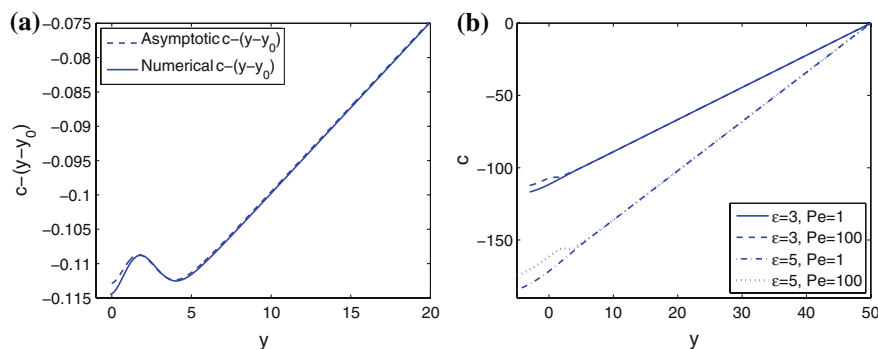 (a)
-0.075
-0.08
-0.085
-0.09
-0.095
-0.1
-0.105
-0.11
-0.115
c-(y-y0)
Asymptotic c-(y-y0)
Numerical c-(y-y0)
0 5 10 15 20
y
(b)
0
-50
-100
-150
c
ε=3, Pe=1
ε=3, Pe=100
ε=5, Pe=1
ε=5, Pe=100
0 10 20 30 40 50
y